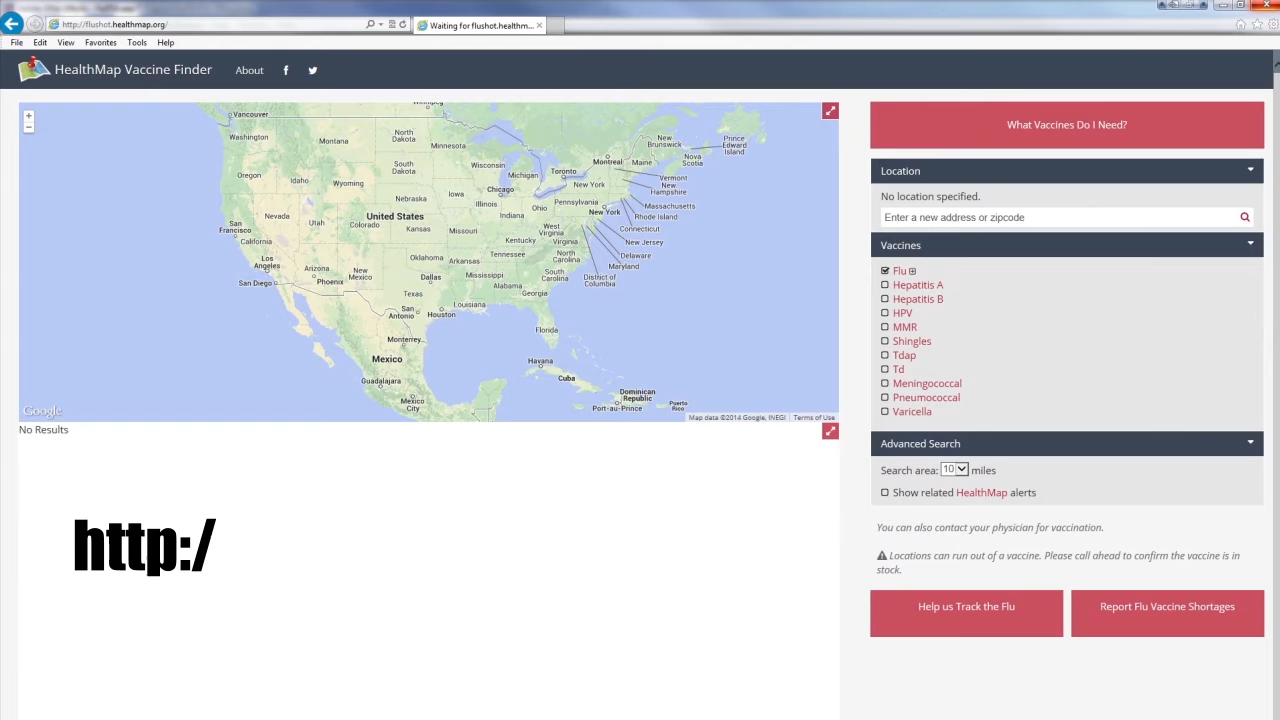 http://flushot.healthmap.org/
Waiting for flushot.healthm...
File Edit View Favorites Tools Help
HealthMap Vaccine Finder About
What Vaccines Do I Need?
Location
No location specified.
Enter a new address or zipcode
Vaccines
Flu
Hepatitis A
Hepatitis B
HPV
MMR
Shingles
Tdap
Td
Meningococcal
Pneumococcal
Varicella
Advanced Search
Search area: 10 miles
Show related HealthMap alerts
You can also contact your physician for vaccination.
Locations can run out of a vaccine. Please call ahead to confirm the vaccine is in
stock.
Help us Track the Flu
Report Flu Vaccine Shortages
+
−
Winnipeg
Vancouver
Washington
Montana
North
Dakota
Minnesota
South
Dakota
Oregon
Idaho
Wyoming
Wisconsin
Michigan
Toronto
Montreal
Maine
New
Brunswick
Prince
Edward
Island
Nova
Scotia
Vermont
New
Hampshire
Massachusetts
Rhode Island
Connecticut
New Jersey
Delaware
Maryland
District of
Columbia
New York
New York
Pennsylvania
Iowa
Chicago
Nebraska
Illinois
Indiana
Ohio
United States
Nevada
Utah
Colorado
Kansas
Missouri
West
Virginia
Virginia
Kentucky
San
Francisco
California
Los
Angeles
San Diego
Arizona
Phoenix
New
Mexico
Oklahoma
Arkansas
Tennessee
North
Carolina
South
Carolina
Dallas
Mississippi
Alabama
Georgia
Texas
Louisiana
San
Antonio
Houston
Florida
Monterrey
Mexico
Guadalajara
Mexico
City
Havana
Cuba
Dominican
Republic
Port-au-Prince
Puerto
Rico
Google
Map data ©2014 Google, INEGI
Terms of Use
No Results
http:/